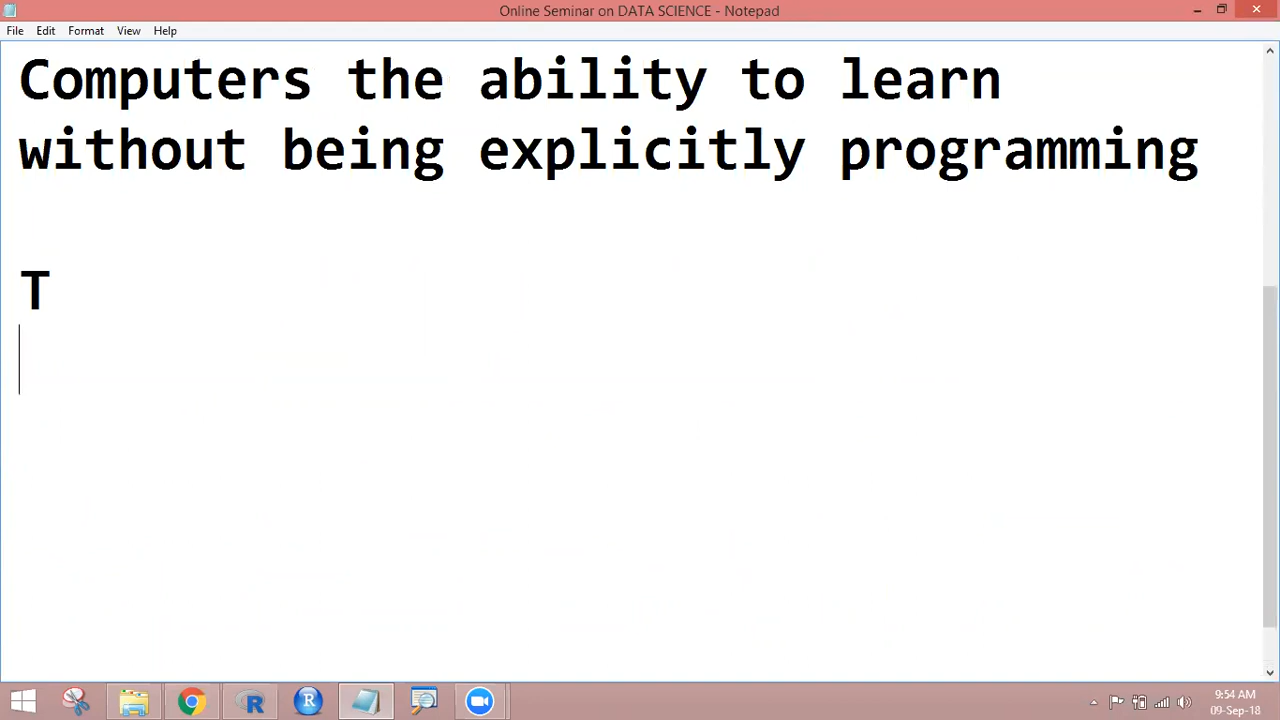 Online Seminar on DATA SCIENCE - Notepad
File Edit Format View Help
Computers the ability to learn
without being explicitly programming
T
9:54 AM
09-Sep-18